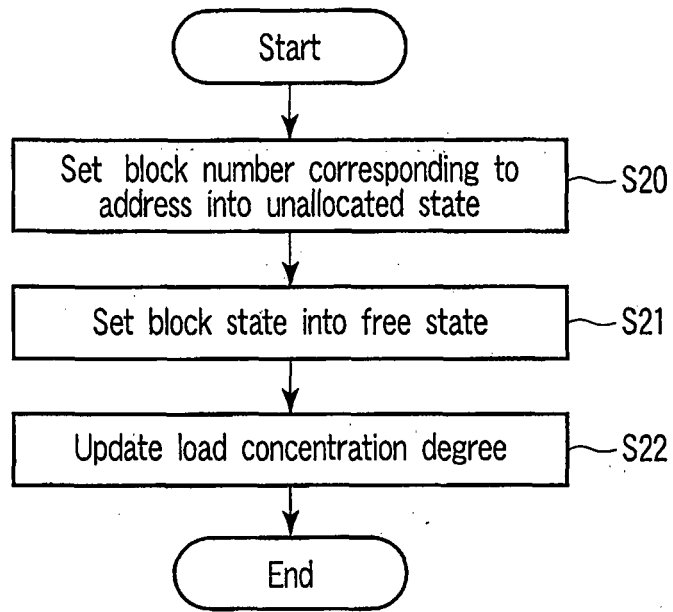 Start
Set block number corresponding to
address into unallocated state
S20
Set block state into free state
S21
Update load concentration degree
S22
End